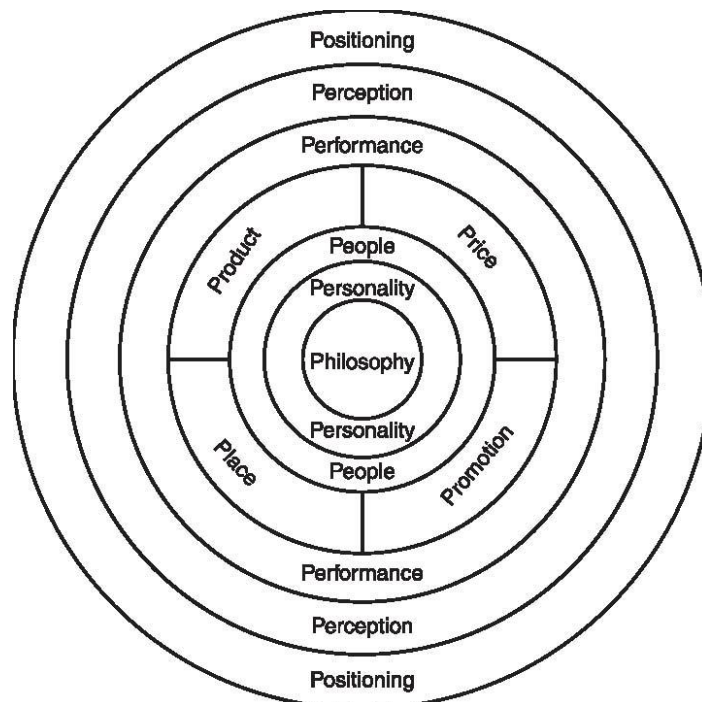 Positioning
Perception
Performance
Product
Price
People
Personality
Philosophy
Personality
People
Place
Promotion
Performance
Perception
Positioning